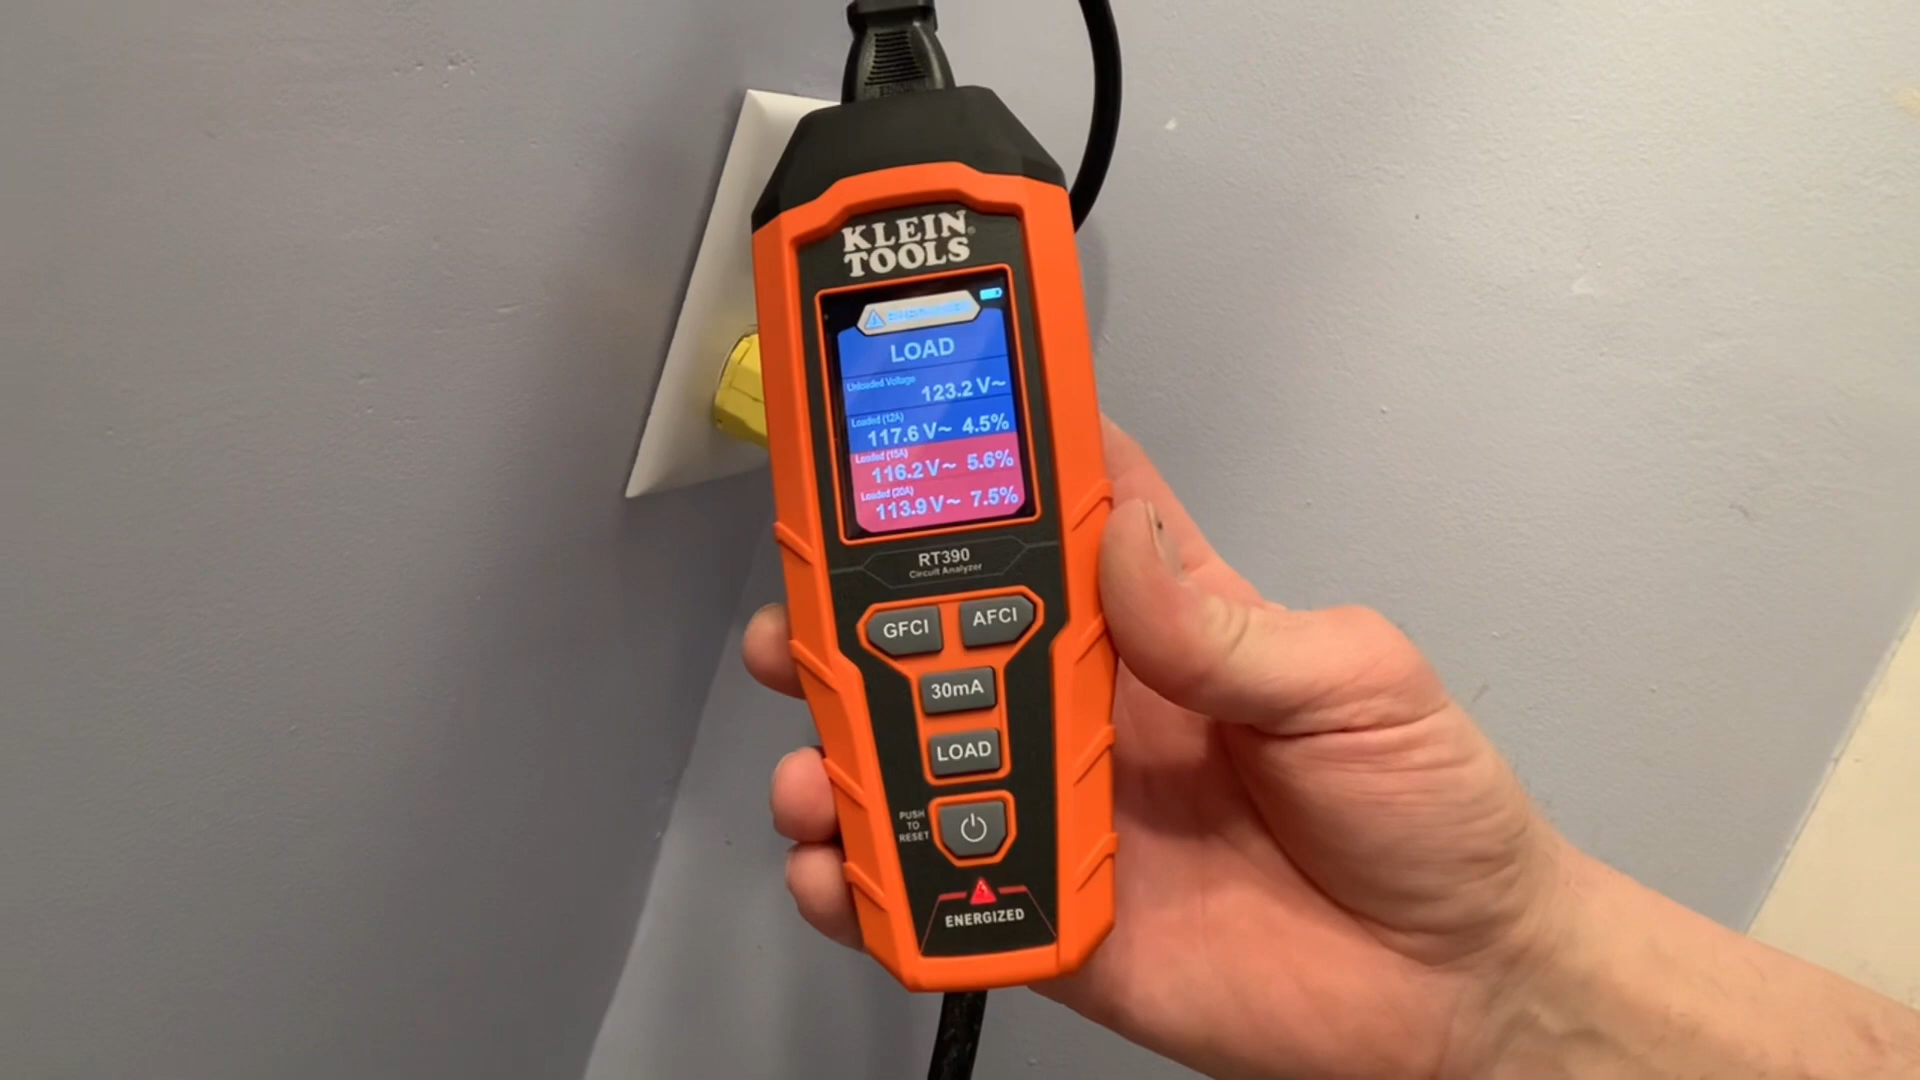 KLEIN
TOOLS®
LOAD
Unloaded Voltage
123.2 V~
Loaded (12A)
117.6 V~ 4.5%
Loaded (15A)
116.2 V~ 5.6%
Loaded (20A)
113.9 V~ 7.5%
RT390
Circuit Analyzer
GFCI
AFCI
30mA
LOAD
PUSH
TO
RESET
ENERGIZED